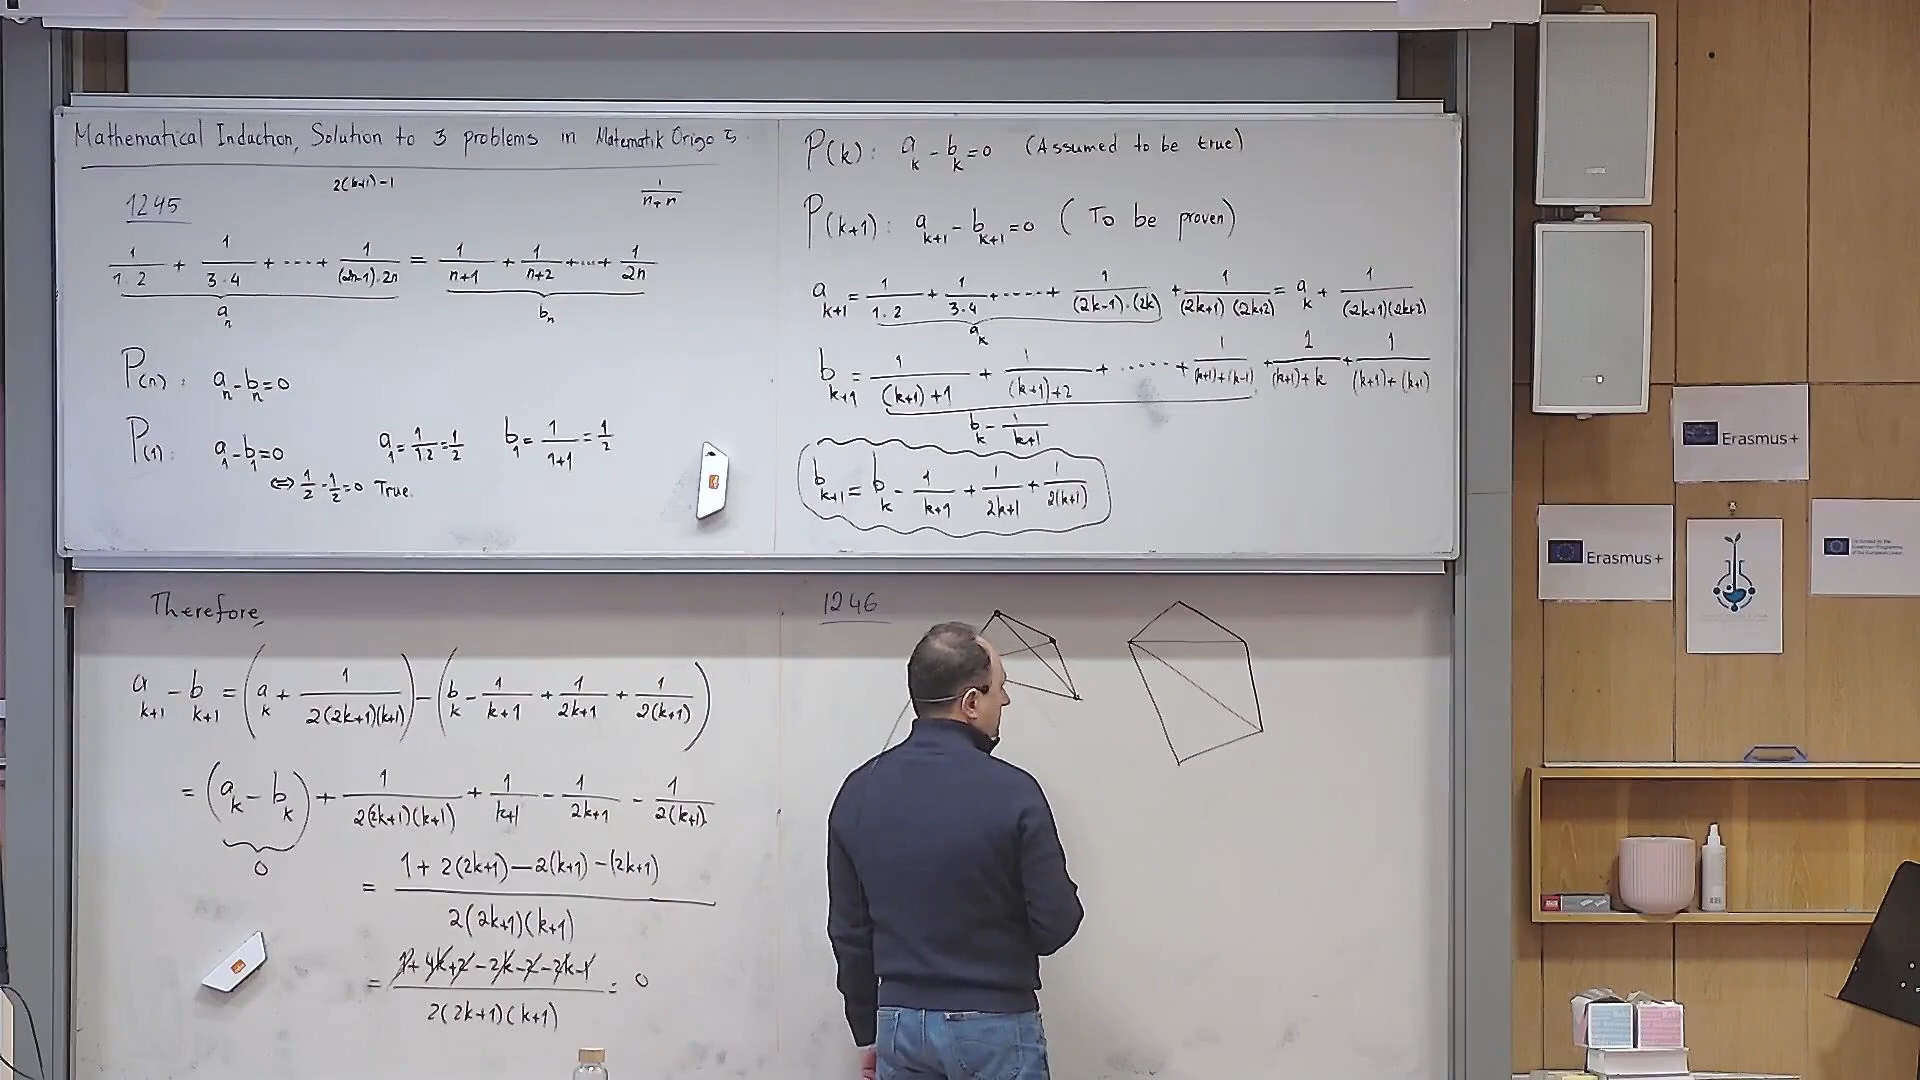 Mathematical Induction, Solution to 3 problems in Matematik Origo 5
2(k+1)-1
1/(n+n)
1245
1/(1·2) + 1/(3·4) + ····+ 1/((2n-1)·2n) = 1/(n+1) + 1/(n+2) +···+ 1/(2n)
a_n b_n
P(n): a_n - b_n = 0
P(1): a_1 - b_1 = 0 a_1 = 1/(1·2) = 1/2 b_1 = 1/(1+1) = 1/2
⇔ 1/2 - 1/2 = 0 True.
P(k): a_k - b_k = 0 (Assumed to be true)
P(k+1): a_{k+1} - b_{k+1} = 0 (To be proven)
a_{k+1} = 1/(1·2) + 1/(3·4) + ·····+ 1/((2k-1)·(2k)) + 1/((2k+1)(2k+2)) = a_k + 1/((2k+1)(2k+2))
a_k
b_{k+1} = 1/((k+1)+1) + 1/((k+1)+2) + ·····+ 1/((k+1)+(k-1)) + 1/((k+1)+k) + 1/((k+1)+(k+1))
b_k - 1/(k+1)
b_{k+1} = b_k - 1/(k+1) + 1/(2k+1) + 1/(2(k+1))
Therefore,
a_{k+1} - b_{k+1} = (a_k + 1/(2(2k+1)(k+1))) - (b_k - 1/(k+1) + 1/(2k+1) + 1/(2(k+1)))
= (a_k - b_k) + 1/(2(2k+1)(k+1)) + 1/(k+1) - 1/(2k+1) - 1/(2(k+1))
0
= (1 + 2(2k+1) - 2(k+1) - (2k+1))/(2(2k+1)(k+1))
= (1+4k+2-2k-2-2k-1)/(2(2k+1)(k+1)) = 0
1246
Erasmus+
Erasmus+